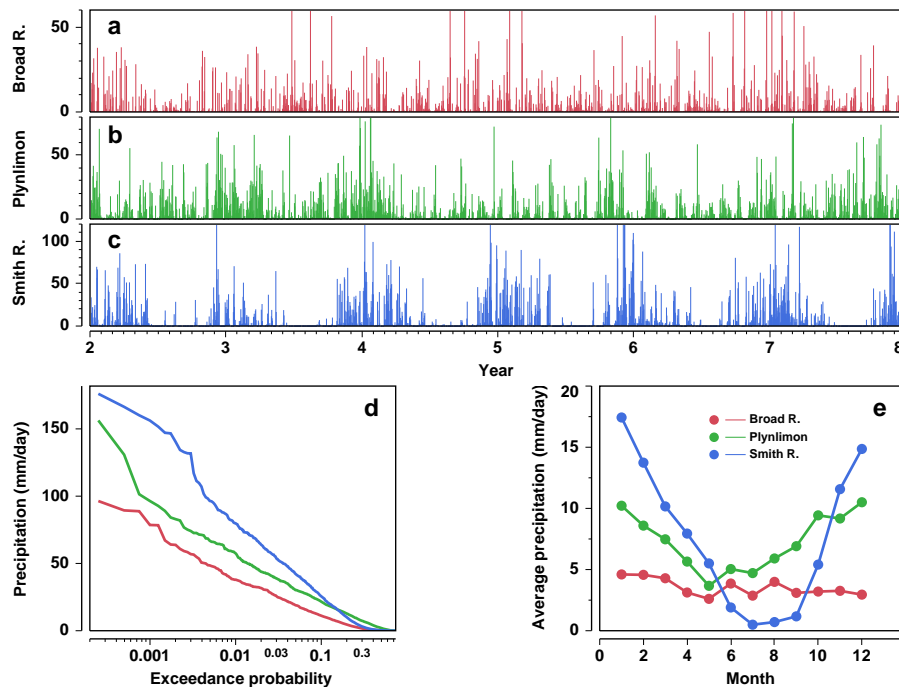 a
Broad R.
50
0
b
Plynlimon
50
0
c
Smith R.
100
50
0
2 3 4 5 6 7 8
Year
d
Precipitation (mm/day)
150
100
50
0
0.001 0.01 0.03 0.1 0.3
Exceedance probability
e
Average precipitation (mm/day)
20
15
10
5
0
Broad R.
Plynlimon
Smith R.
0 2 4 6 8 10 12
Month